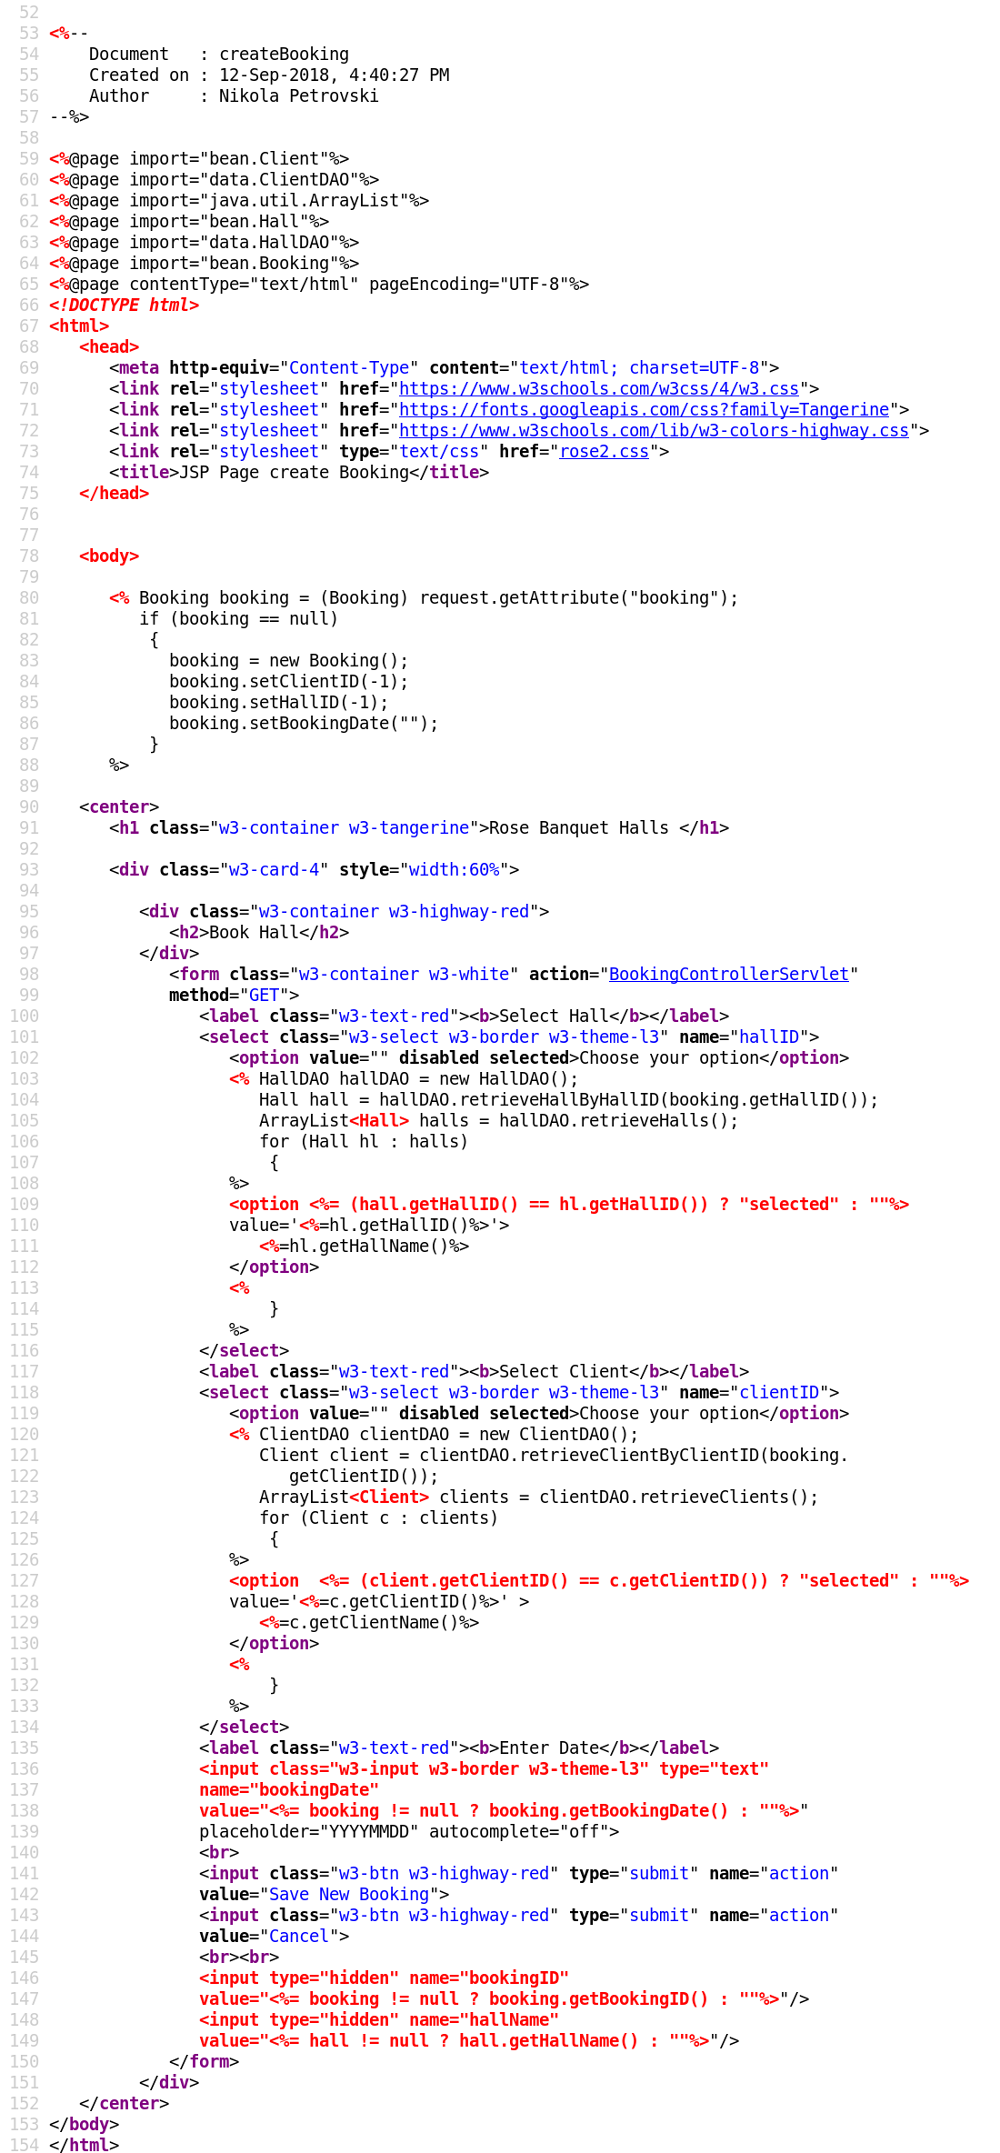 52
53 <%--
54     Document   : createBooking
55     Created on : 12-Sep-2018, 4:40:27 PM
56     Author     : Nikola Petrovski
57 --%>
58
59 <%@page import="bean.Client"%>
60 <%@page import="data.ClientDAO"%>
61 <%@page import="java.util.ArrayList"%>
62 <%@page import="bean.Hall"%>
63 <%@page import="data.HallDAO"%>
64 <%@page import="bean.Booking"%>
65 <%@page contentType="text/html" pageEncoding="UTF-8"%>
66 <!DOCTYPE html>
67 <html>
68    <head>
69       <meta http-equiv="Content-Type" content="text/html; charset=UTF-8">
70       <link rel="stylesheet" href="https://www.w3schools.com/w3css/4/w3.css">
71       <link rel="stylesheet" href="https://fonts.googleapis.com/css?family=Tangerine">
72       <link rel="stylesheet" href="https://www.w3schools.com/lib/w3-colors-highway.css">
73       <link rel="stylesheet" type="text/css" href="rose2.css">
74       <title>JSP Page create Booking</title>
75    </head>
76
77
78    <body>
79
80       <% Booking booking = (Booking) request.getAttribute("booking");
81          if (booking == null)
82           {
83             booking = new Booking();
84             booking.setClientID(-1);
85             booking.setHallID(-1);
86             booking.setBookingDate("");
87           }
88       %>
89
90    <center>
91       <h1 class="w3-container w3-tangerine">Rose Banquet Halls </h1>
92
93       <div class="w3-card-4" style="width:60%">
94
95          <div class="w3-container w3-highway-red">
96             <h2>Book Hall</h2>
97          </div>
98             <form class="w3-container w3-white" action="BookingControllerServlet"
99             method="GET">
100                <label class="w3-text-red"><b>Select Hall</b></label>
101                <select class="w3-select w3-border w3-theme-l3" name="hallID">
102                   <option value="" disabled selected>Choose your option</option>
103                   <% HallDAO hallDAO = new HallDAO();
104                      Hall hall = hallDAO.retrieveHallByHallID(booking.getHallID());
105                      ArrayList<Hall> halls = hallDAO.retrieveHalls();
106                      for (Hall hl : halls)
107                       {
108                   %>
109                   <option <%= (hall.getHallID() == hl.getHallID()) ? "selected" : ""%>
110                   value='<%=hl.getHallID()%>'>
111                      <%=hl.getHallName()%>
112                   </option>
113                   <%
114                       }
115                   %>
116                </select>
117                <label class="w3-text-red"><b>Select Client</b></label>
118                <select class="w3-select w3-border w3-theme-l3" name="clientID">
119                   <option value="" disabled selected>Choose your option</option>
120                   <% ClientDAO clientDAO = new ClientDAO();
121                      Client client = clientDAO.retrieveClientByClientID(booking.
122                         getClientID());
123                      ArrayList<Client> clients = clientDAO.retrieveClients();
124                      for (Client c : clients)
125                       {
126                   %>
127                   <option  <%= (client.getClientID() == c.getClientID()) ? "selected" : ""%>
128                   value='<%=c.getClientID()%>' >
129                      <%=c.getClientName()%>
130                   </option>
131                   <%
132                       }
133                   %>
134                </select>
135                <label class="w3-text-red"><b>Enter Date</b></label>
136                <input class="w3-input w3-border w3-theme-l3" type="text"
137                name="bookingDate"
138                value="<%= booking != null ? booking.getBookingDate() : ""%>"
139                placeholder="YYYYMMDD" autocomplete="off">
140                <br>
141                <input class="w3-btn w3-highway-red" type="submit" name="action"
142                value="Save New Booking">
143                <input class="w3-btn w3-highway-red" type="submit" name="action"
144                value="Cancel">
145                <br><br>
146                <input type="hidden" name="bookingID"
147                value="<%= booking != null ? booking.getBookingID() : ""%>"/>
148                <input type="hidden" name="hallName"
149                value="<%= hall != null ? hall.getHallName() : ""%>"/>
150             </form>
151          </div>
152    </center>
153 </body>
154 </html>